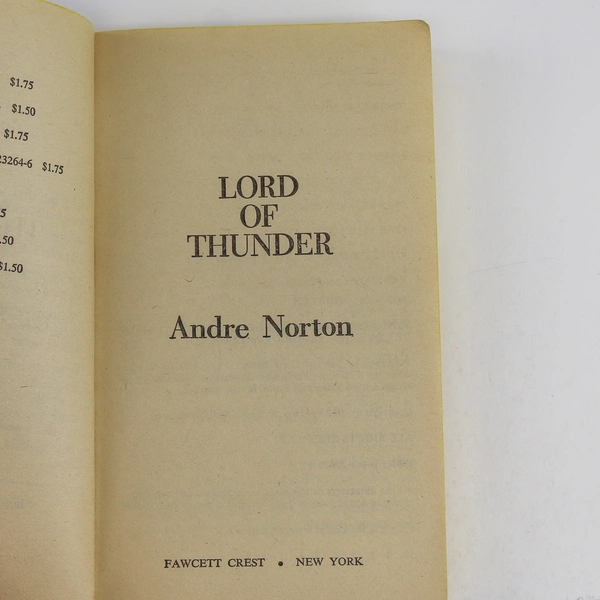 $1.75
$1.50
$1.75
23264-6 $1.75
.50
$1.50
LORD
OF
THUNDER
Andre Norton
FAWCETT CREST • NEW YORK